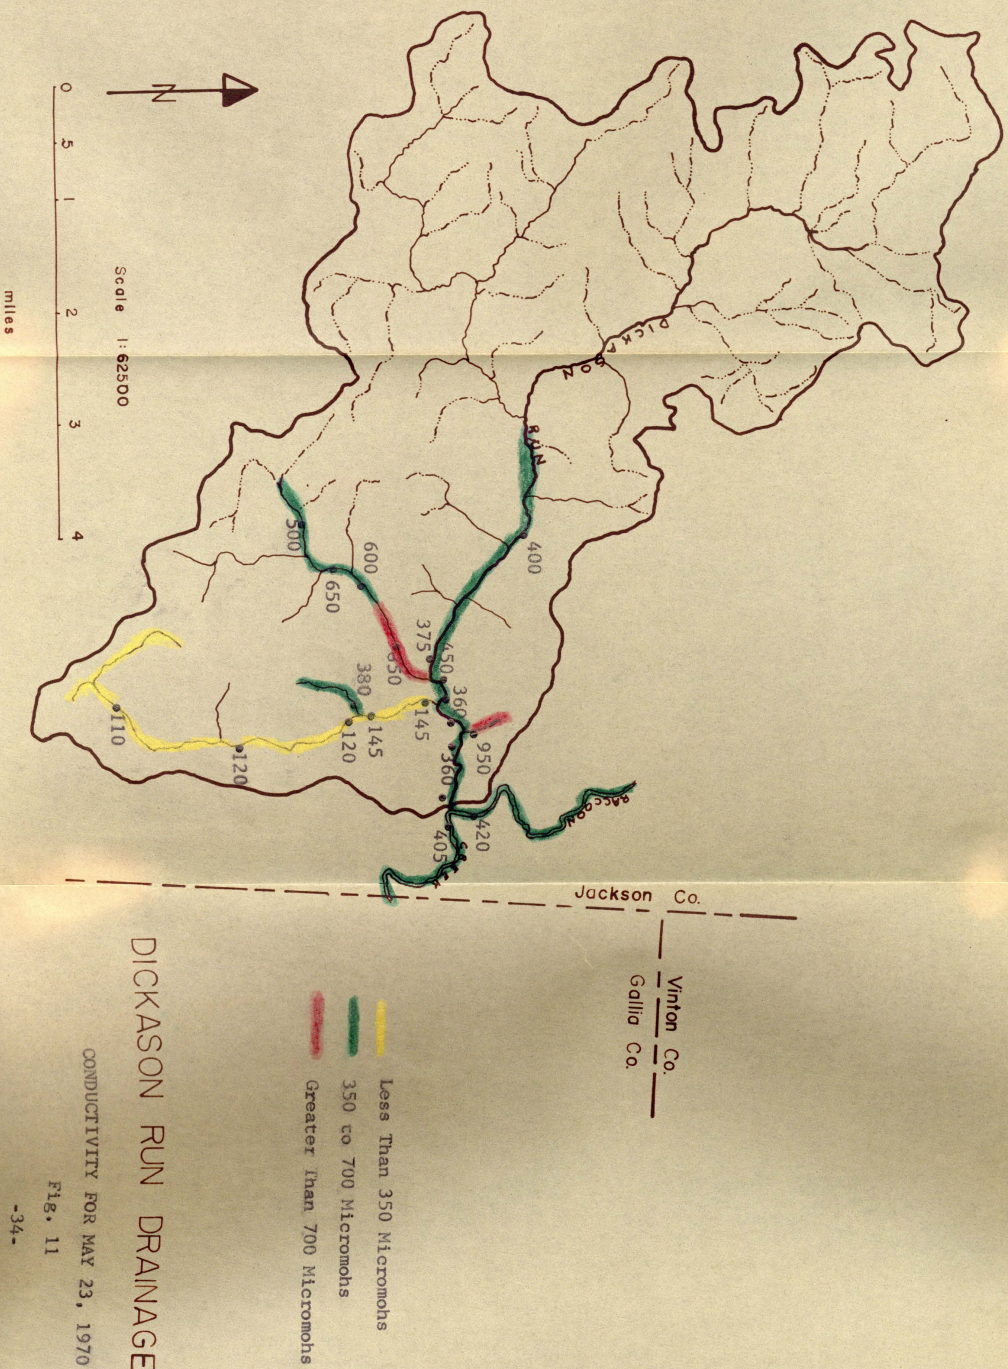 RACCOON
CREEK
DICKASON
RUN
400
500
600
650
850
375
450
360
950
380
145
145
120
120
110
360
420
405
Jackson Co.
Vinton Co.
Gallia Co.
Less Than 350 Micromohs
350 to 700 Micromohs
Greater Than 700 Micromohs
N
Scale 1:62500
0 .5 1 2 3 4
miles
DICKASON RUN DRAINAGE
CONDUCTIVITY FOR MAY 23, 1970
Fig. 11
-34-